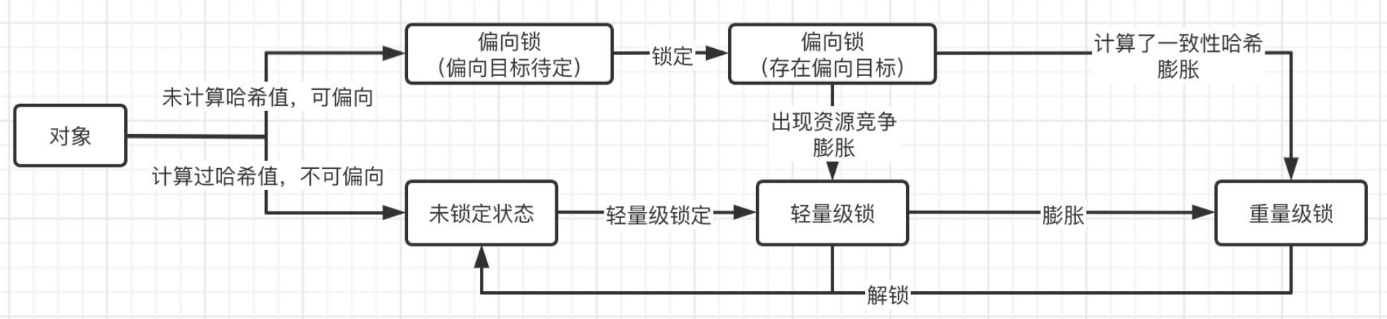 偏向锁
（偏向目标待定）
锁定
偏向锁
（存在偏向目标）
计算了一致性哈希
膨胀
未计算哈希值，可偏向
对象
出现资源竞争
膨胀
计算过哈希值，不可偏向
未锁定状态
轻量级锁定
轻量级锁
膨胀
重量级锁
解锁